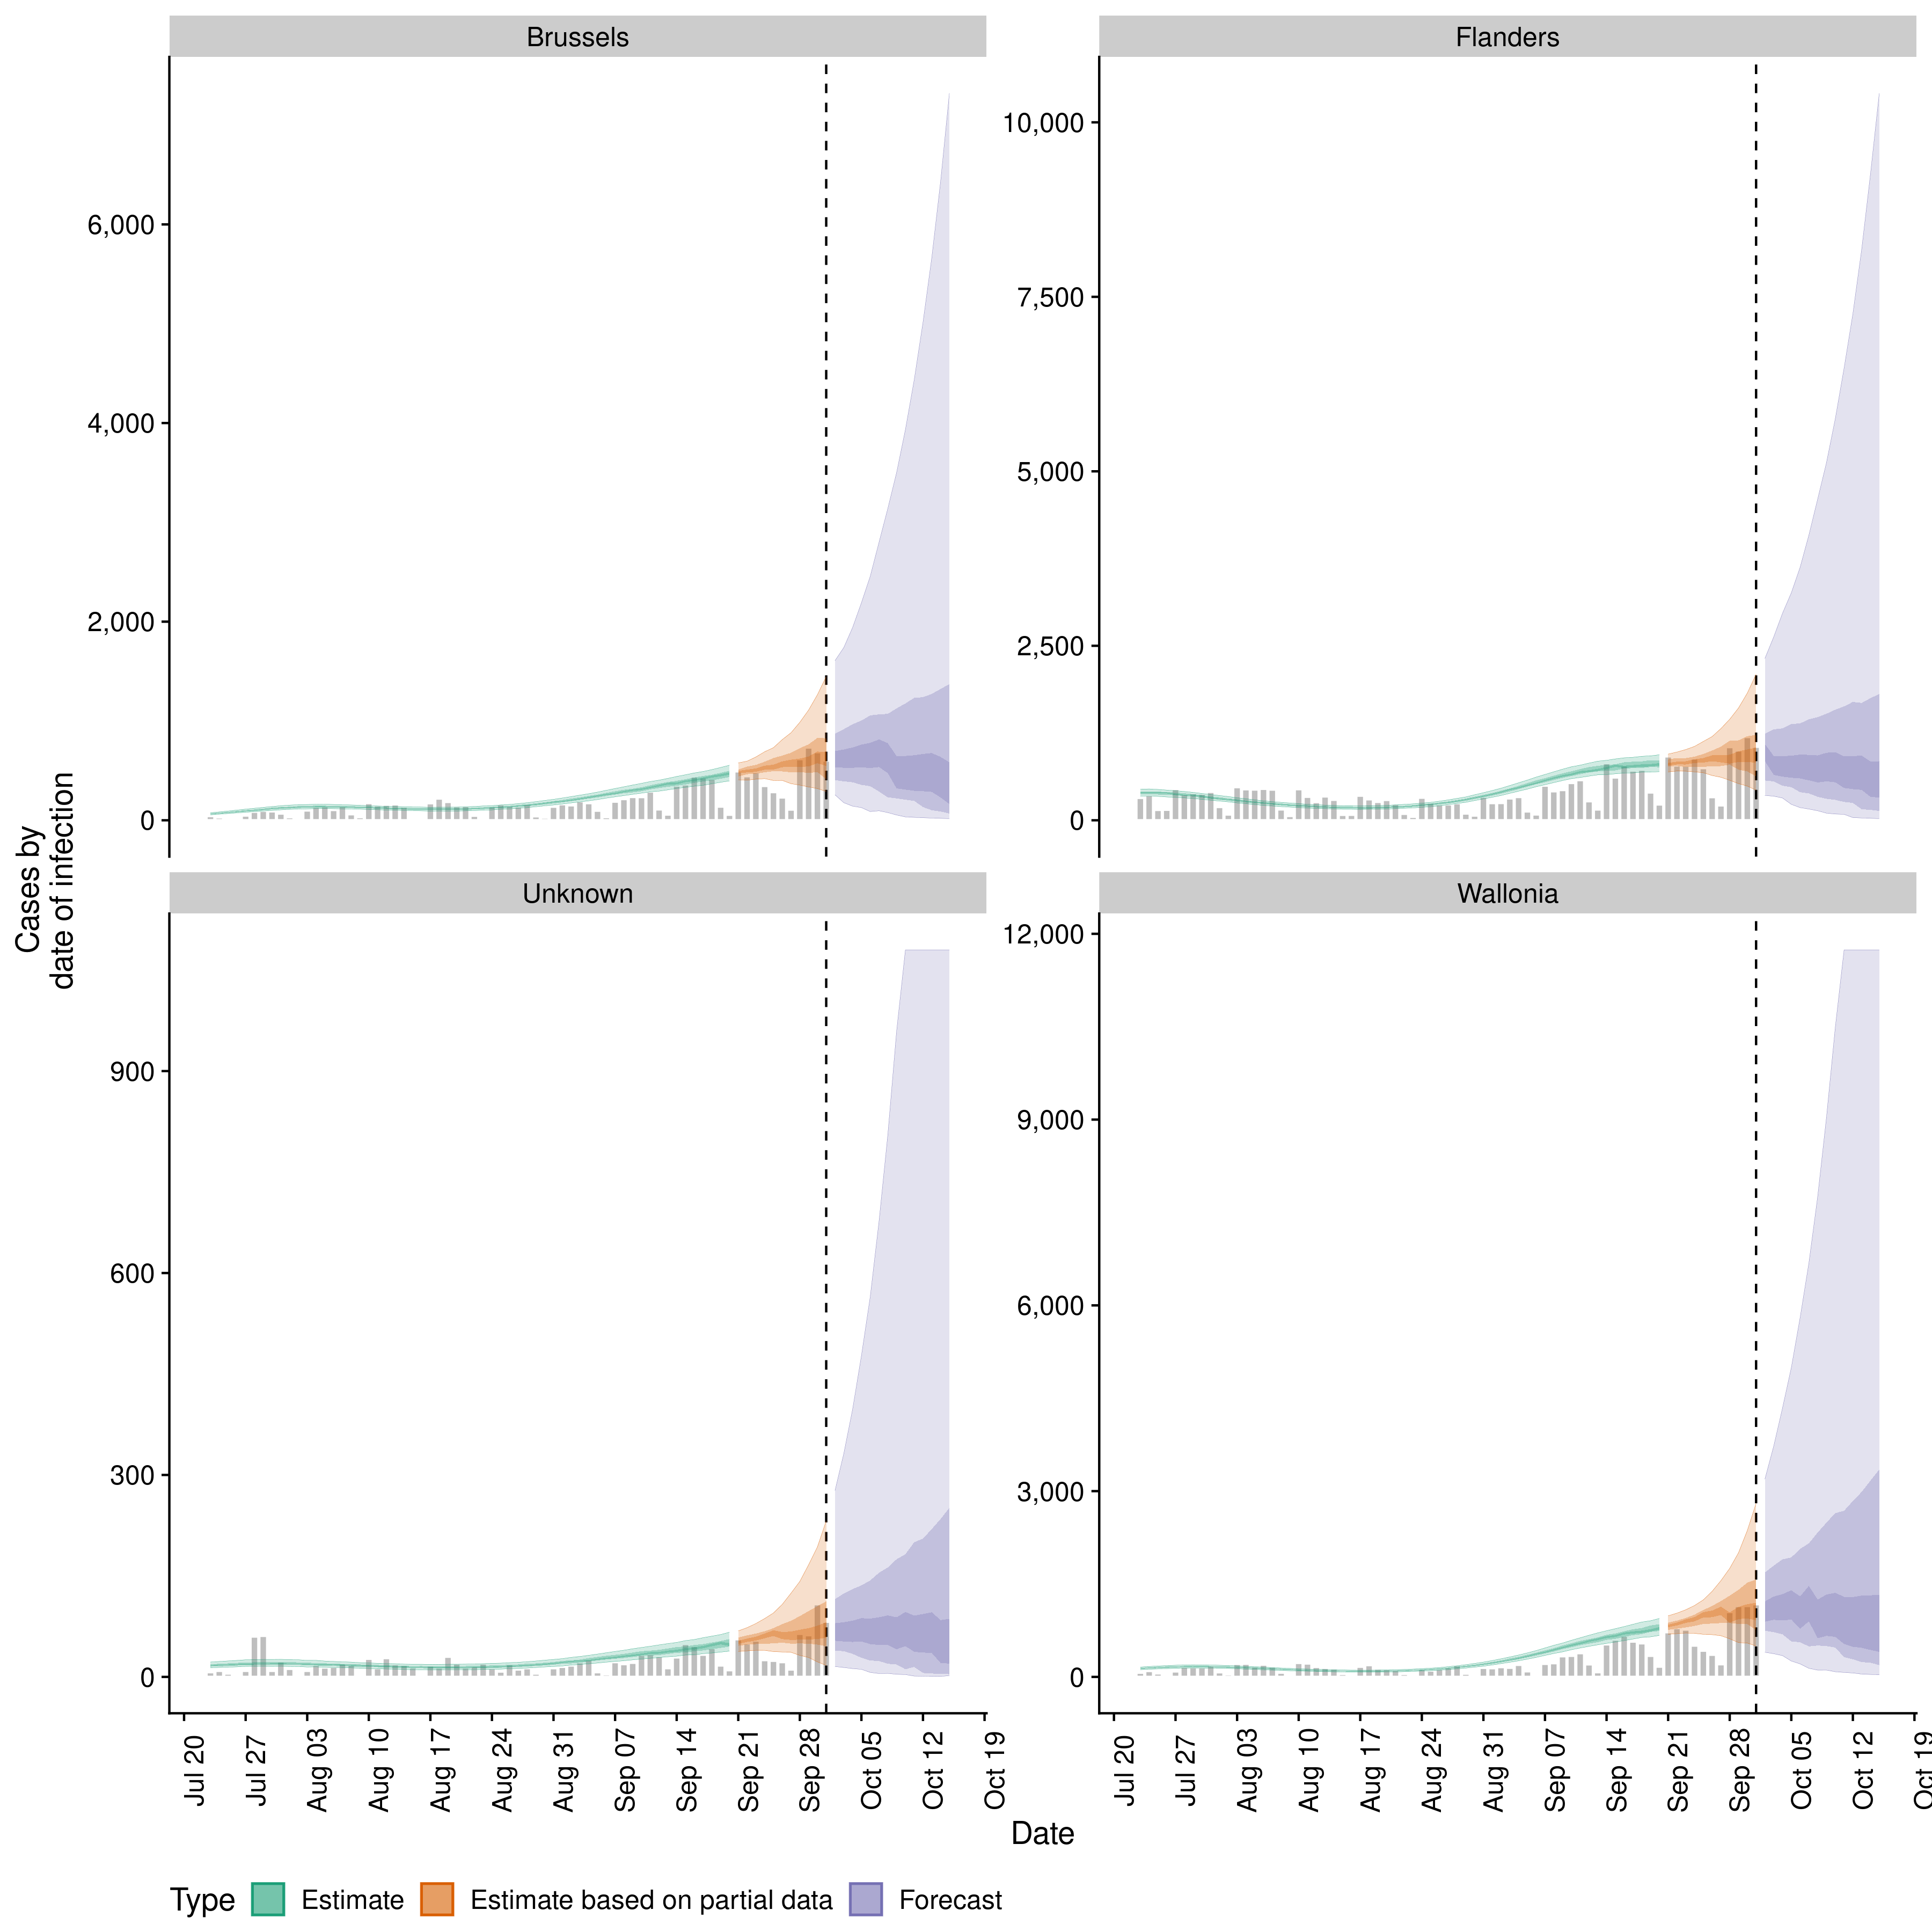 Brussels
Flanders
6,000
4,000
2,000
0
10,000
7,500
5,000
2,500
0
Cases by
date of infection
Unknown
Wallonia
900
600
300
0
12,000
9,000
6,000
3,000
0
Jul 20
Jul 27
Aug 03
Aug 10
Aug 17
Aug 24
Aug 31
Sep 07
Sep 14
Sep 21
Sep 28
Oct 05
Oct 12
Oct 19
Jul 20
Jul 27
Aug 03
Aug 10
Aug 17
Aug 24
Aug 31
Sep 07
Sep 14
Sep 21
Sep 28
Oct 05
Oct 12
Oct 19
Date
Type Estimate Estimate based on partial data Forecast